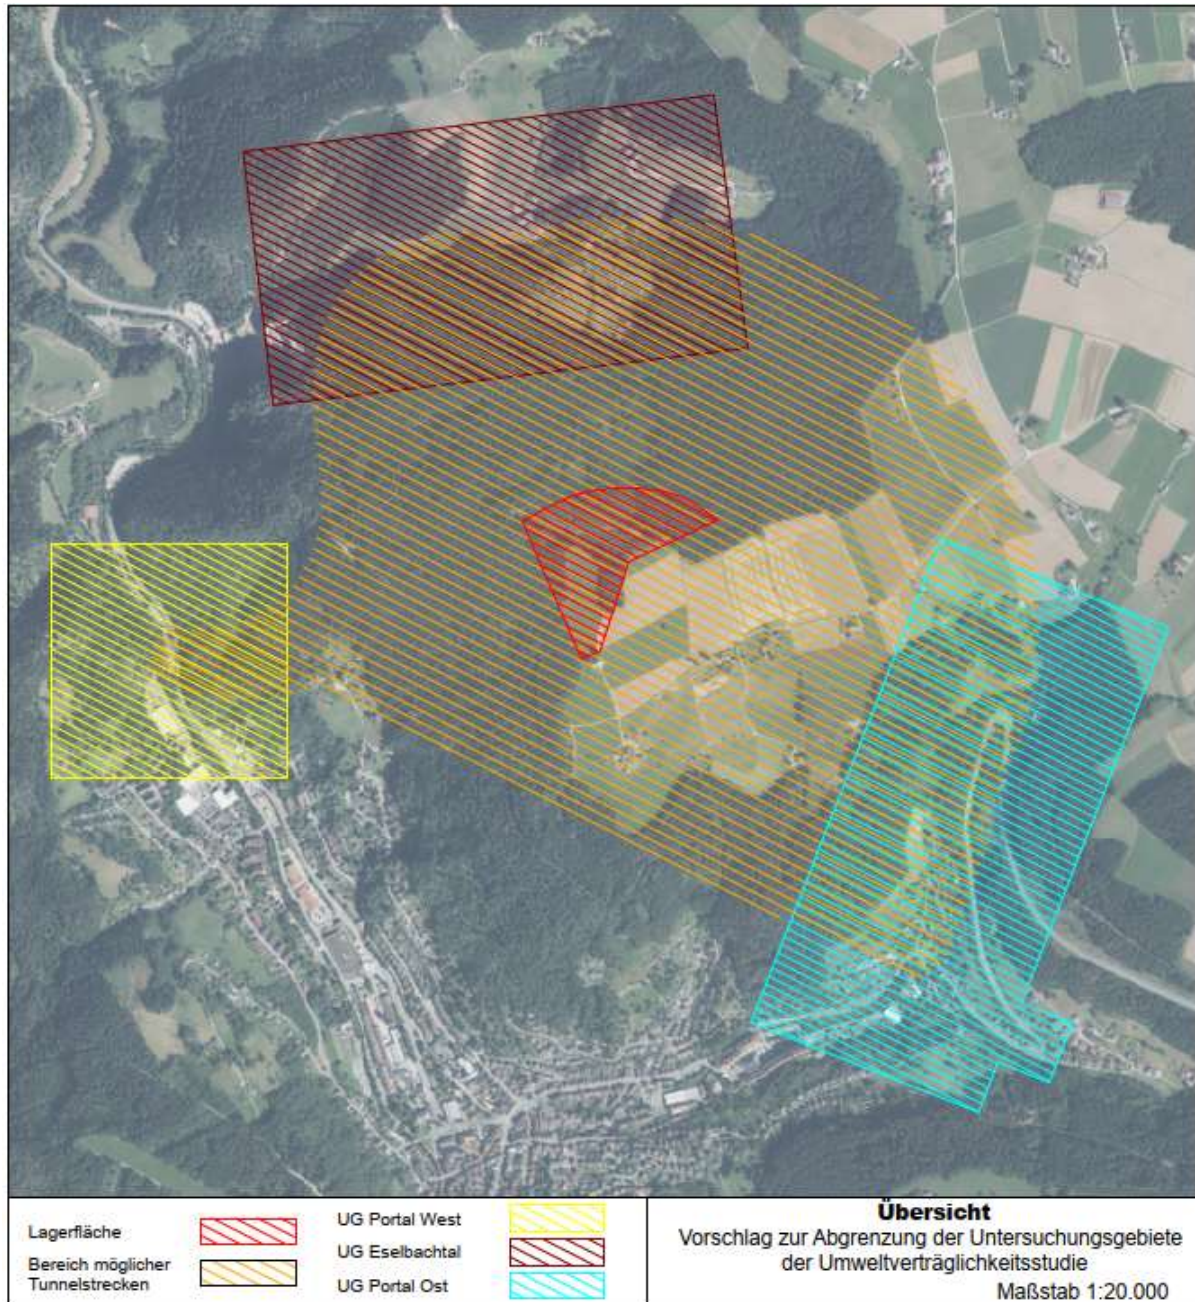 Lagerfläche
Bereich möglicher
Tunnelstrecken
UG Portal West
UG Eselbachtal
UG Portal Ost
Übersicht
Vorschlag zur Abgrenzung der Untersuchungsgebiete
der Umweltverträglichkeitsstudie
Maßstab 1:20.000